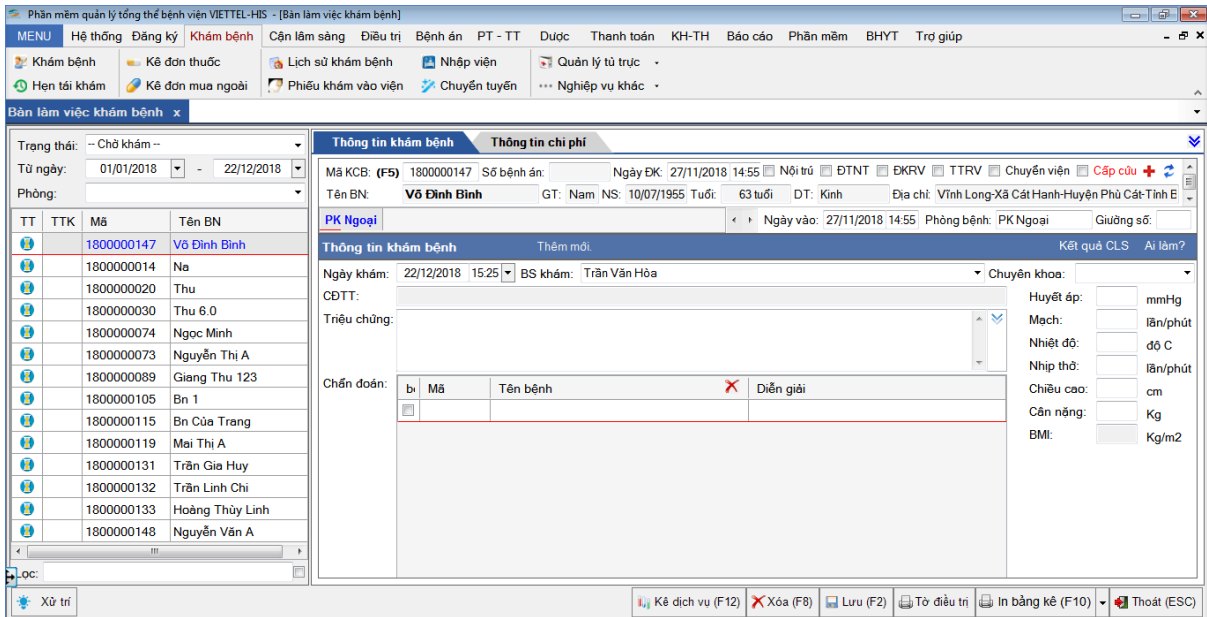 Phần mềm quản lý tổng thể bệnh viện VIETTEL-HIS - [Bàn làm việc khám bệnh]
MENU Hệ thống Đăng ký Khám bệnh Cận lâm sàng Điều trị Bệnh án PT - TT Dược Thanh toán KH-TH Báo cáo Phần mềm BHYT Trợ giúp
Khám bệnh Kê đơn thuốc Lịch sử khám bệnh Nhập viện Quản lý tủ trực
Hẹn tái khám Kê đơn mua ngoài Phiếu khám vào viện Chuyển tuyến Nghiệp vụ khác
Bàn làm việc khám bệnh x
Trạng thái: -- Chờ khám --
Từ ngày: 01/01/2018 - 22/12/2018
Phòng:
TT TTK Mã Tên BN
1800000147 Võ Đình Bình
1800000014 Na
1800000020 Thu
1800000030 Thu 6.0
1800000074 Ngọc Minh
1800000073 Nguyễn Thị A
1800000089 Giang Thu 123
1800000105 Bn 1
1800000115 Bn Của Trang
1800000119 Mai Thị A
1800000131 Trần Gia Huy
1800000132 Trần Linh Chi
1800000133 Hoàng Thùy Linh
1800000148 Nguyễn Văn A
Lọc:
Thông tin khám bệnh Thông tin chi phí
Mã KCB: (F5) 1800000147 Số bệnh án: Ngày ĐK: 27/11/2018 14:55 Nội trú ĐTNT ĐKRV TTRV Chuyển viện Cấp cứu
Tên BN: Võ Đình Bình GT: Nam NS: 10/07/1955 Tuổi: 63 tuổi DT: Kinh Địa chỉ: Vĩnh Long-Xã Cát Hanh-Huyện Phù Cát-Tỉnh B
PK Ngoại Ngày vào: 27/11/2018 14:55 Phòng bệnh: PK Ngoại Giường số:
Thông tin khám bệnh Thêm mới. Kết quả CLS Ai làm?
Ngày khám: 22/12/2018 15:25 BS khám: Trần Văn Hòa Chuyên khoa:
CĐTT: Huyết áp: mmHg
Triệu chứng: Mạch: lần/phút
Nhiệt độ: độ C
Nhịp thở: lần/phút
Chẩn đoán: Mã Tên bệnh Diễn giải Chiều cao: cm
Cân nặng: Kg
BMI: Kg/m2
Xử trí Kê dịch vụ (F12) Xóa (F8) Lưu (F2) Tờ điều trị In bảng kê (F10) Thoát (ESC)